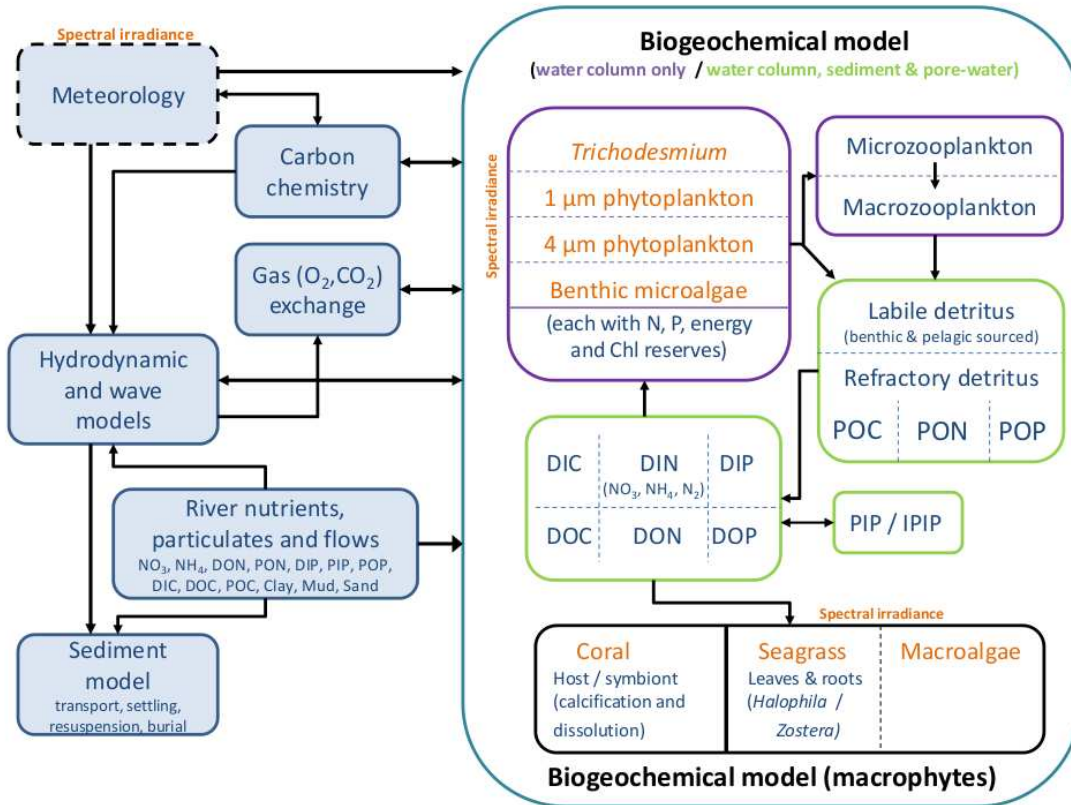 Spectral irradiance
Meteorology
Carbon
chemistry
Gas (O₂,CO₂)
exchange
Hydrodynamic
and wave
models
River nutrients,
particulates and flows
NO₃, NH₄, DON, PON, DIP, PIP, POP,
DIC, DOC, POC, Clay, Mud, Sand
Sediment
model
transport, settling,
resuspension, burial
Biogeochemical model
(water column only / water column, sediment & pore-water)
Spectral irradiance
Trichodesmium
1 µm phytoplankton
4 µm phytoplankton
Benthic microalgae
(each with N, P, energy
and Chl reserves)
Microzooplankton
Macrozooplankton
Labile detritus
(benthic & pelagic sourced)
Refractory detritus
POC PON POP
DIC DIN DIP
(NO₃, NH₄, N₂)
DOC DON DOP
PIP / IPIP
Spectral irradiance
Coral Seagrass Macroalgae
Host / symbiont Leaves & roots
(calcification and (Halophila /
dissolution) Zostera)
Biogeochemical model (macrophytes)